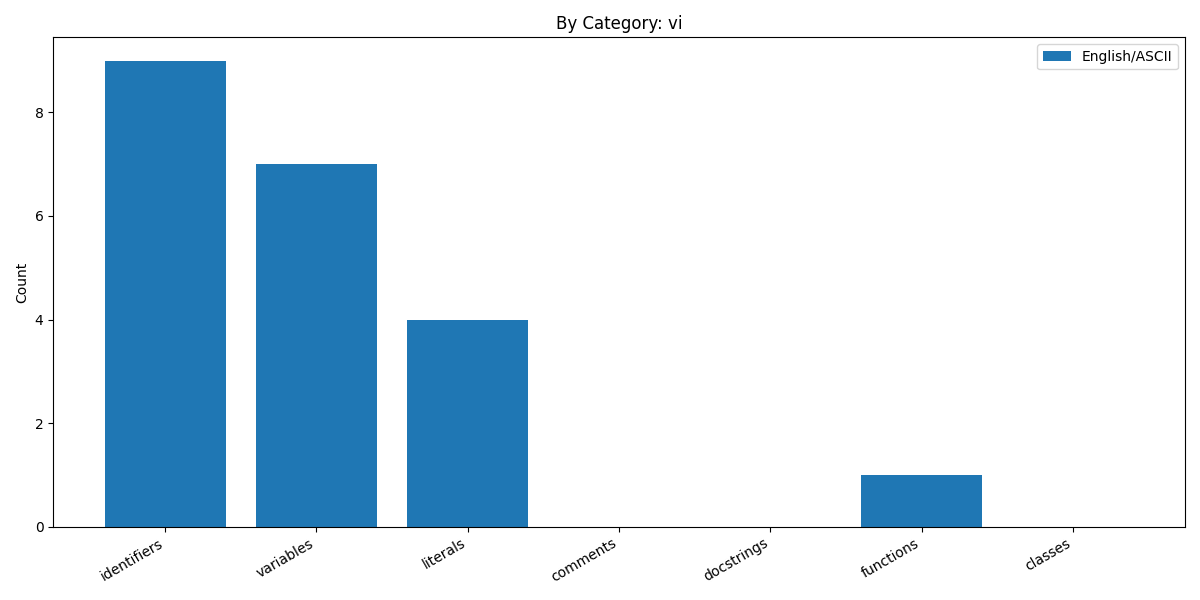 By Category: vi
English/ASCII
Count
8
6
4
2
0
identifiers
variables
literals
comments
docstrings
functions
classes